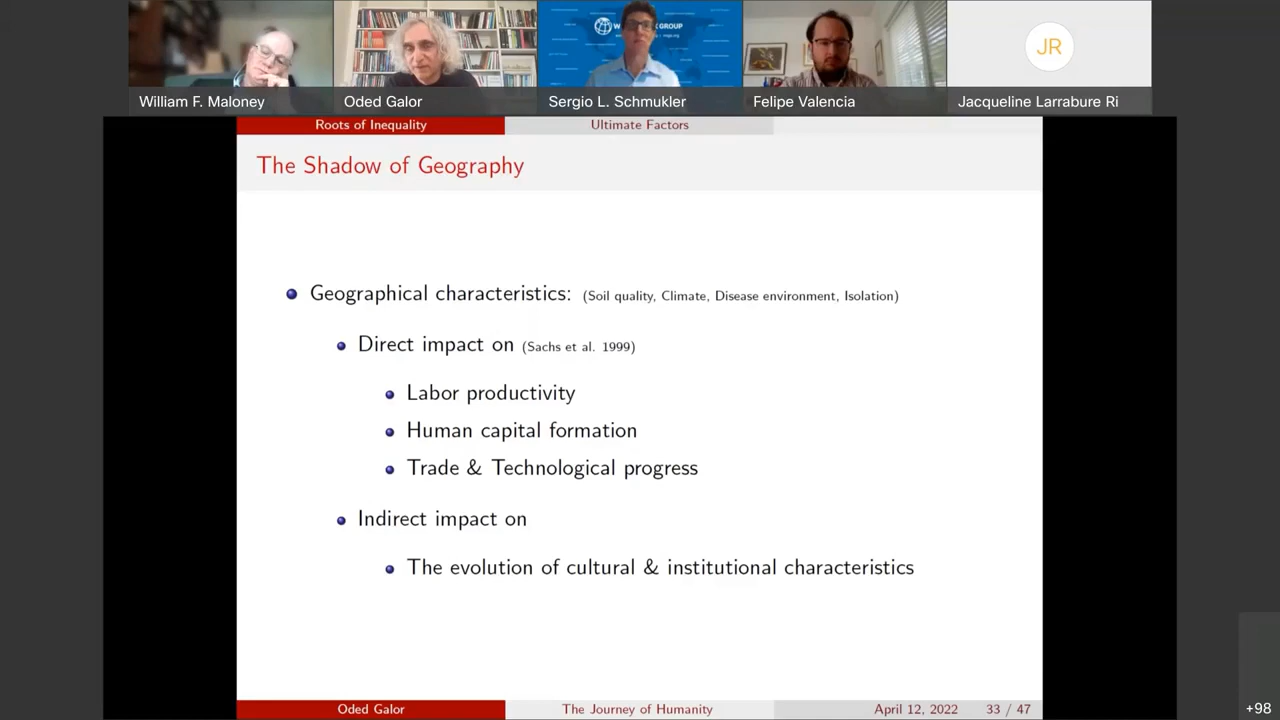 GROUP
William F. Maloney
Oded Galor
Sergio L. Schmukler
Felipe Valencia
JR
Jacqueline Larrabure Ri
Roots of Inequality
Ultimate Factors
The Shadow of Geography
Geographical characteristics: (Soil quality, Climate, Disease environment, Isolation)
Direct impact on (Sachs et al. 1999)
Labor productivity
Human capital formation
Trade & Technological progress
Indirect impact on
The evolution of cultural & institutional characteristics
Oded Galor
The Journey of Humanity
April 12, 2022
33 / 47
+98